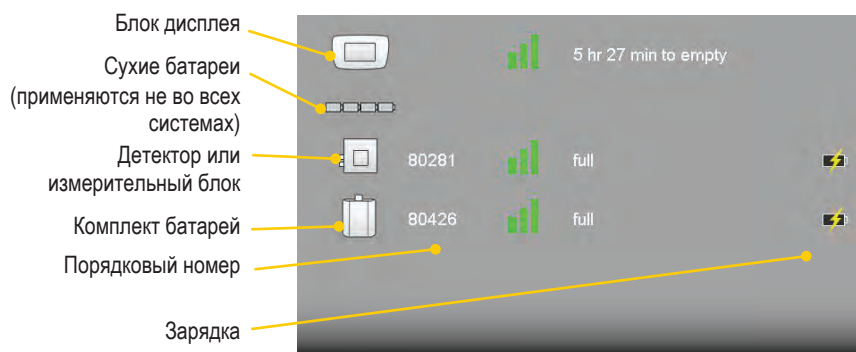 Блок дисплея
Сухие батареи
(применяются не во всех
системах)
Детектор или
измерительный блок
Комплект батарей
Порядковый номер
Зарядка
5 hr 27 min to empty
80281 full
80426 full